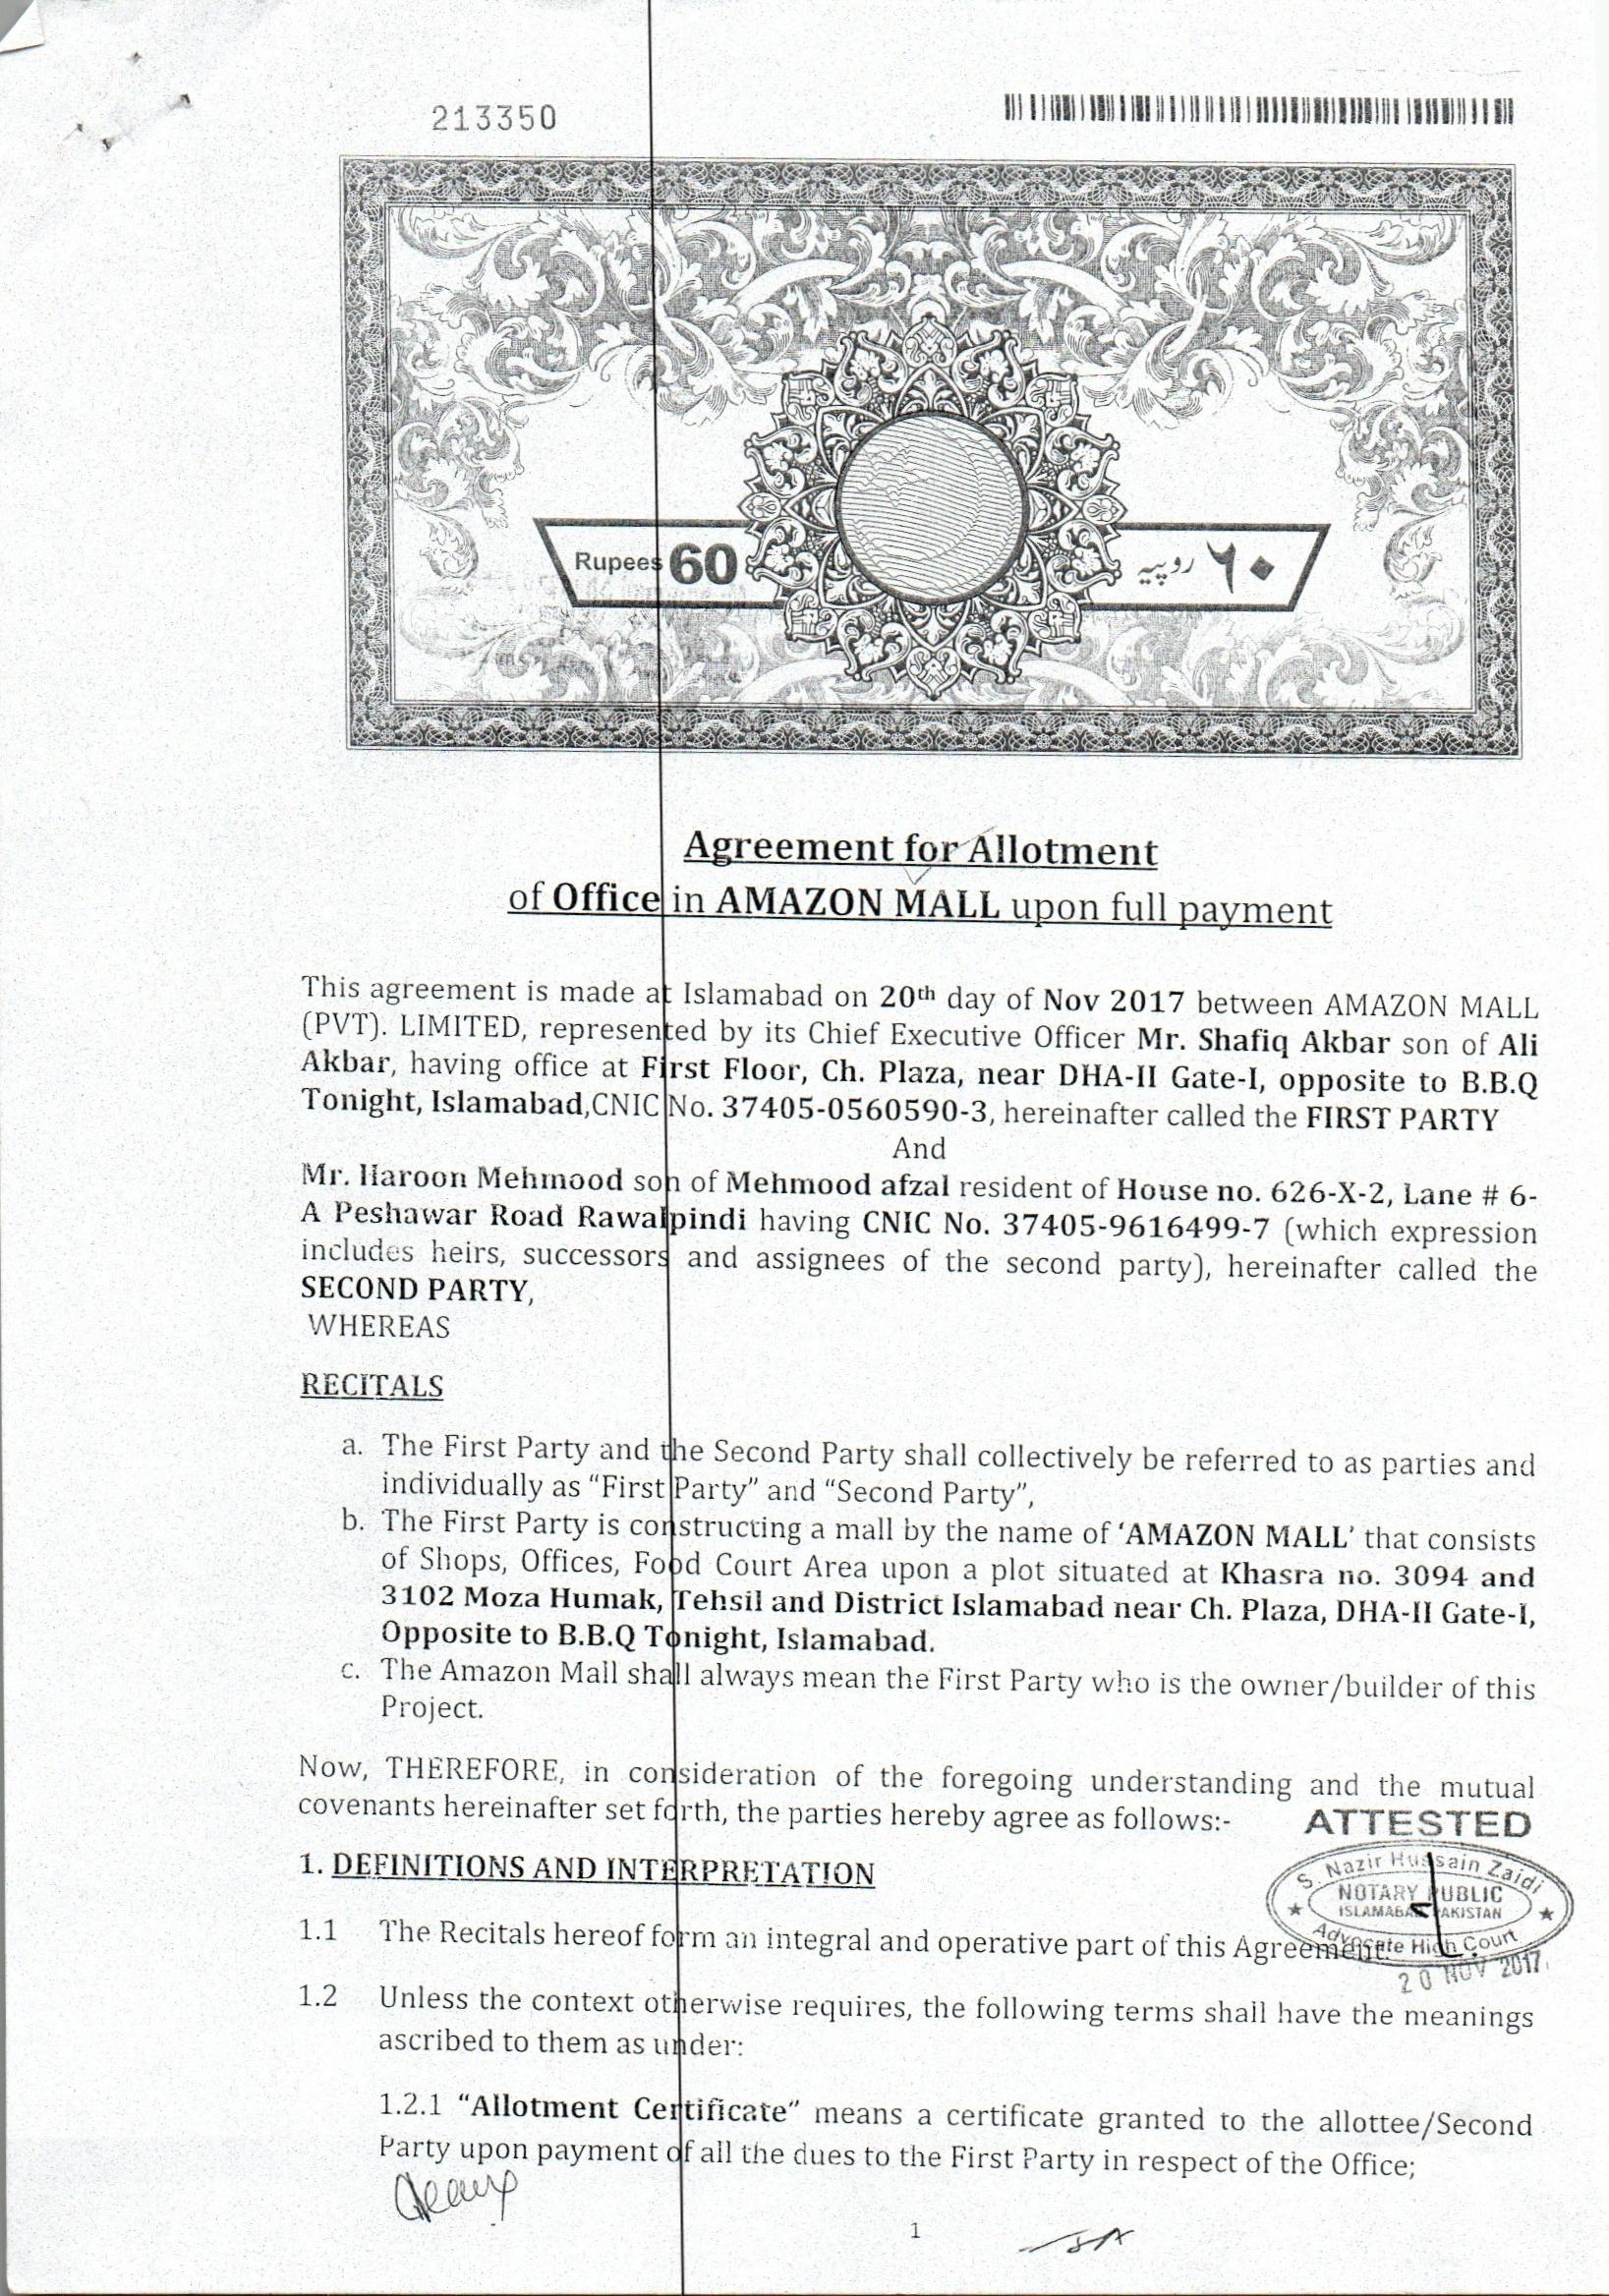 213350
Rupees 60
۶۰ روپیہ
Agreement for Allotment
of Office in AMAZON MALL upon full payment
This agreement is made at Islamabad on 20th day of Nov 2017 between AMAZON MALL
(PVT). LIMITED, represented by its Chief Executive Officer Mr. Shafiq Akbar son of Ali
Akbar, having office at First Floor, Ch. Plaza, near DHA-II Gate-I, opposite to B.B.Q
Tonight, Islamabad,CNIC No. 37405-0560590-3, hereinafter called the FIRST PARTY
And
Mr. Haroon Mehmood son of Mehmood afzal resident of House no. 626-X-2, Lane # 6-
A Peshawar Road Rawalpindi having CNIC No. 37405-9616499-7 (which expression
includes heirs, successors and assignees of the second party), hereinafter called the
SECOND PARTY,
WHEREAS
RECITALS
a. The First Party and the Second Party shall collectively be referred to as parties and
individually as “First Party” and “Second Party”,
b. The First Party is constructing a mall by the name of ‘AMAZON MALL’ that consists
of Shops, Offices, Food Court Area upon a plot situated at Khasra no. 3094 and
3102 Moza Humak, Tehsil and District Islamabad near Ch. Plaza, DHA-II Gate-I,
Opposite to B.B.Q Tonight, Islamabad.
c. The Amazon Mall shall always mean the First Party who is the owner/builder of this
Project.
Now, THEREFORE, in consideration of the foregoing understanding and the mutual
covenants hereinafter set forth, the parties hereby agree as follows:-
ATTESTED
S. Nazir Hussain Zaidi
NOTARY PUBLIC
ISLAMABAD PAKISTAN
Advocate High Court
20 NOV 2017
1. DEFINITIONS AND INTERPRETATION
1.1 The Recitals hereof form an integral and operative part of this Agreement.
1.2 Unless the context otherwise requires, the following terms shall have the meanings
ascribed to them as under:
1.2.1 “Allotment Certificate” means a certificate granted to the allottee/Second
Party upon payment of all the dues to the First Party in respect of the Office;
1